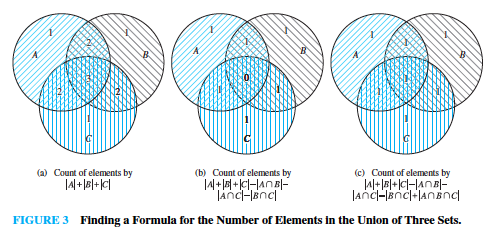 1 1 1 1 1 1
2 1 1
A B A B A B
3 0 1
2 2 1 1 1 1
1 1 1
C C C
(a) Count of elements by
|A|+|B|+|C|
(b) Count of elements by
|A|+|B|+|C|–|A∩B|–
|A∩C|–|B∩C|
(c) Count of elements by
|A|+|B|+|C|–|A∩B|–
|A∩C|–|B∩C|+|A∩B∩C|
FIGURE 3 Finding a Formula for the Number of Elements in the Union of Three Sets.